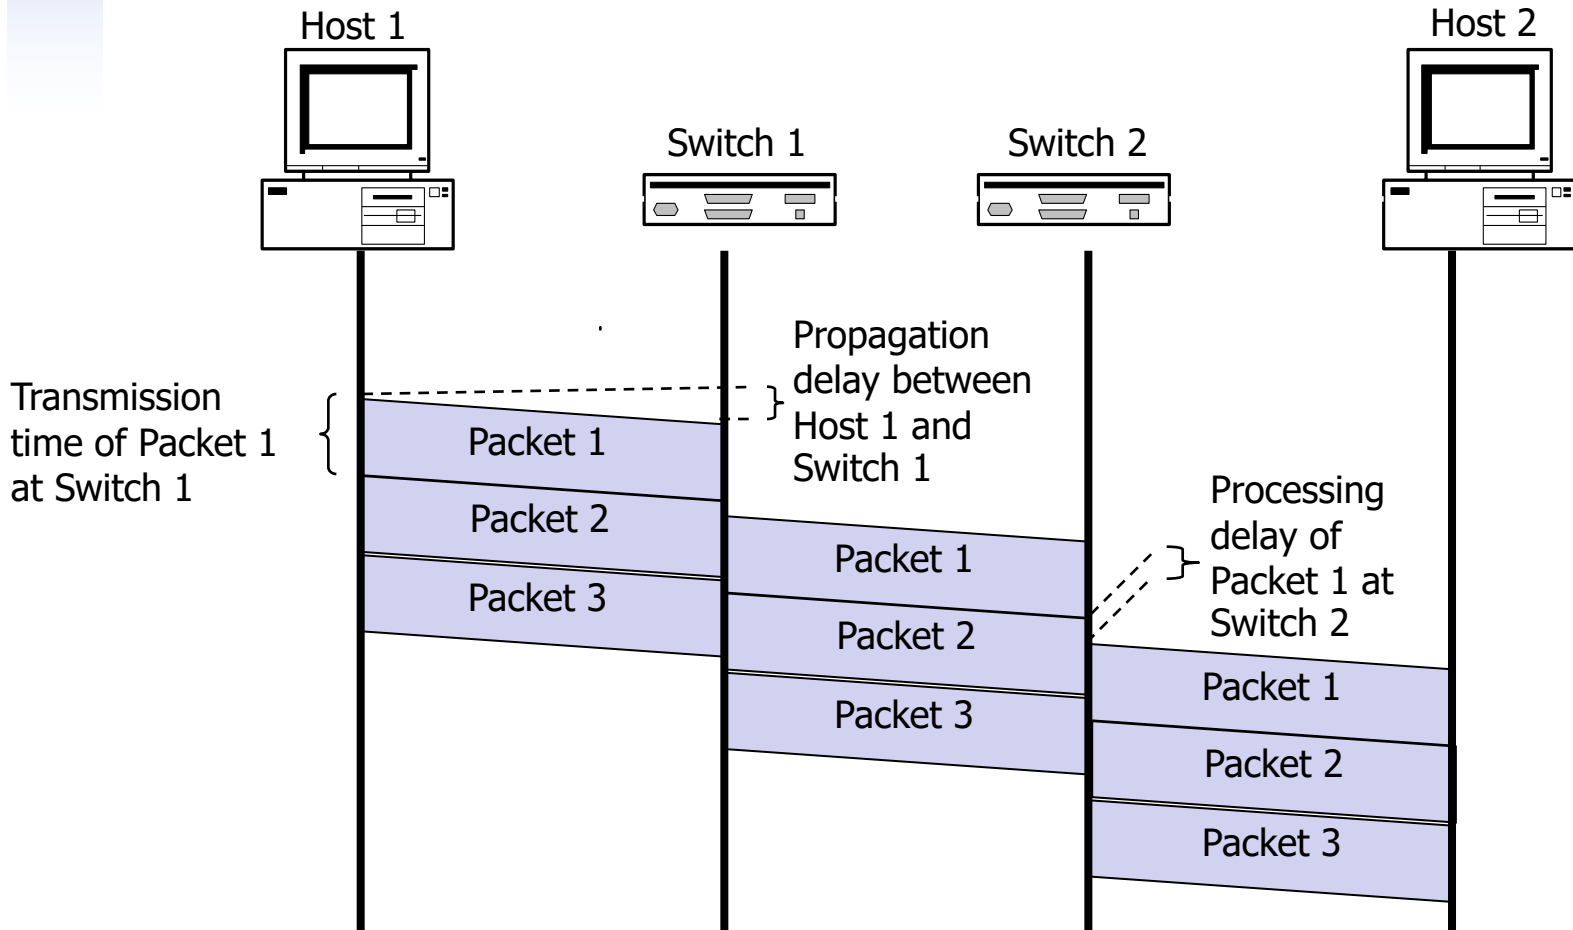 Host 1
Host 2
Switch 1
Switch 2
Propagation
delay between
Host 1 and
Switch 1
Transmission
time of Packet 1
at Switch 1
Packet 1
Packet 2
Packet 3
Processing
delay of
Packet 1 at
Switch 2
Packet 1
Packet 2
Packet 3
Packet 1
Packet 2
Packet 3